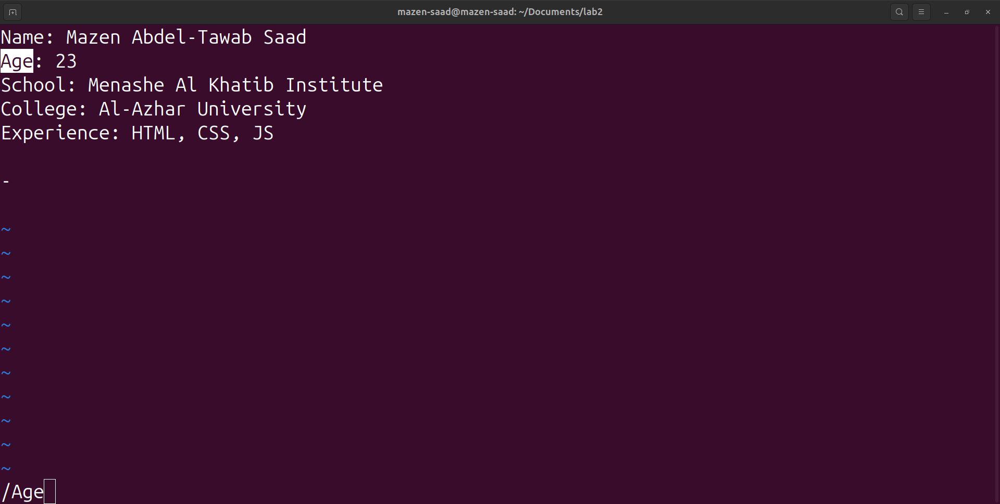 mazen-saad@mazen-saad: ~/Documents/lab2
Name: Mazen Abdel-Tawab Saad
Age: 23
School: Menashe Al Khatib Institute
College: Al-Azhar University
Experience: HTML, CSS, JS
-
~
~
~
~
~
~
~
~
~
~
~
/Age